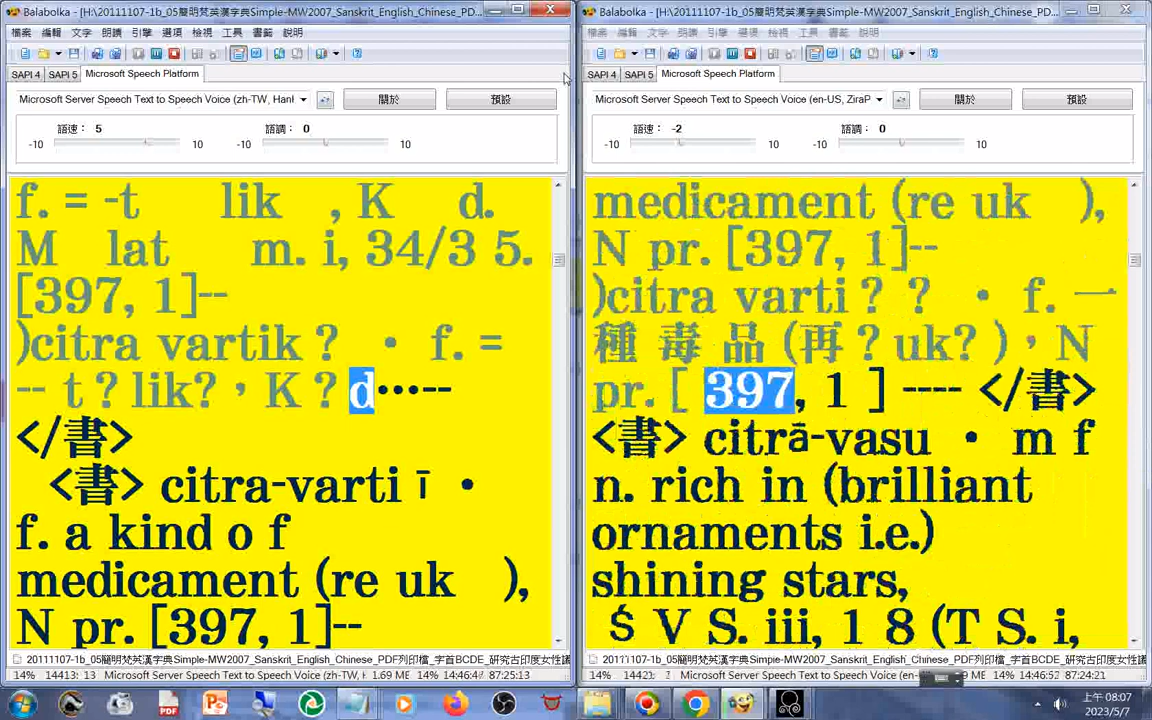 Balabolka - [H:\20111107-1b_05簡明梵英漢字典Simple-MW2007_Sanskrit_English_Chinese_PD...
檔案 編輯 文字 朗讀 引擎 選項 檢視 工具 書籤 說明
SAPI 4 SAPI 5 Microsoft Speech Platform
Microsoft Server Speech Text to Speech Voice (zh-TW, Hanl 關於 預設
語速： 5 語調： 0
-10 10 -10 10
f. = -t lik , K d.
M lat m. i, 34/3 5.
[397, 1]--
)citra vartik ? • f. =
-- t ? lik? , K ? d…--
</書>
<書> citra-varti ī •
f. a kind o f
medicament (re uk ),
N pr. [397, 1]--
20111107-1b_05簡明梵英漢字典Simple-MW2007_Sanskrit_English_Chinese_PDF列印檔_字首BCDE_研究古印度女性議
14% 14413: 13 Microsoft Server Speech Text to Speech Voice (zh-TW, 1.69 MB 14% 14:46:4 87:25:13
Balabolka - [H:\20111107-1b_05簡明梵英漢字典Simple-MW2007_Sanskrit_English_Chinese_PD...
檔案 編輯 文字 朗讀 引擎 選項 檢視 工具 書籤 說明
SAPI 4 SAPI 5 Microsoft Speech Platform
Microsoft Server Speech Text to Speech Voice (en-US, ZiraP 關於 預設
語速： -2 語調： 0
-10 10 -10 10
medicament (re uk ),
N pr. [397, 1]--
)citra varti ? ? • f. 一
種 毒 品 (再 ? uk? ) , N
pr. [ 397, 1 ] ---- </書>
<書> citrā-vasu • m f
n. rich in (brilliant
ornaments i.e.)
shining stars,
Ś V S. iii, 1 8 (T S. i,
20111107-1b_05簡明梵英漢字典Simple-MW2007_Sanskrit_English_Chinese_PDF列印檔_字首BCDE_研究古印度女性議
14% 14421: Microsoft Server Speech Text to Speech Voice (en-US 1.69 MB 14% 14:46:52 87:24:21
上午 08:07
2023/5/7